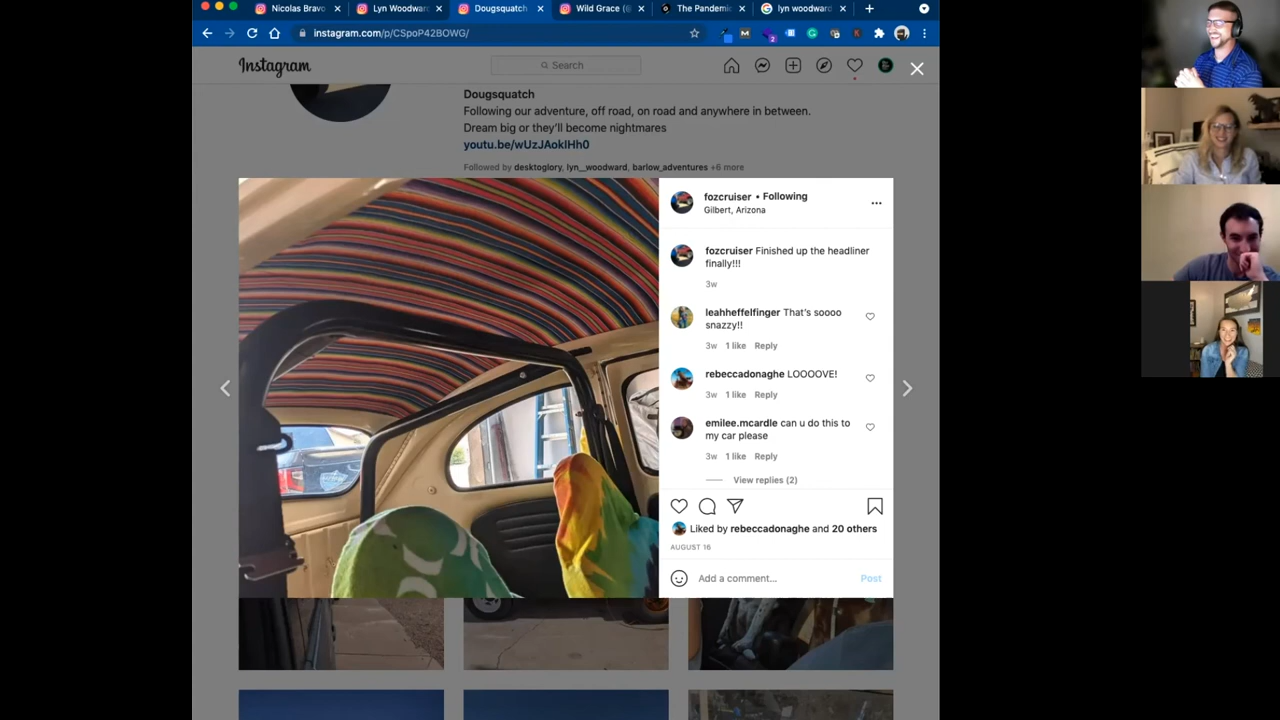 Nicolas Bravo
Lyn Woodward
Dougsquatch
Wild Grace (@
The Pandemic
lyn woodward
instagram.com/p/CSpoP42BOWG/
M
2
K
Instagram
Search
Dougsquatch
Following our adventure, off road, on road and anywhere in between.
Dream big or they'll become nightmares
youtu.be/wUzJAokIHh0
Followed by desktoglory, lyn__woodward, barlow_adventures +6 more
fozcruiser • Following
Gilbert, Arizona
fozcruiser Finished up the headliner
finally!!!
3w
leahheffelfinger That's soooo
snazzy!!
3w 1 like Reply
rebeccadonaghe LOOOOVE!
3w 1 like Reply
emilee.mcardle can u do this to
my car please
3w 1 like Reply
View replies (2)
Liked by rebeccadonaghe and 20 others
AUGUST 16
Add a comment... Post